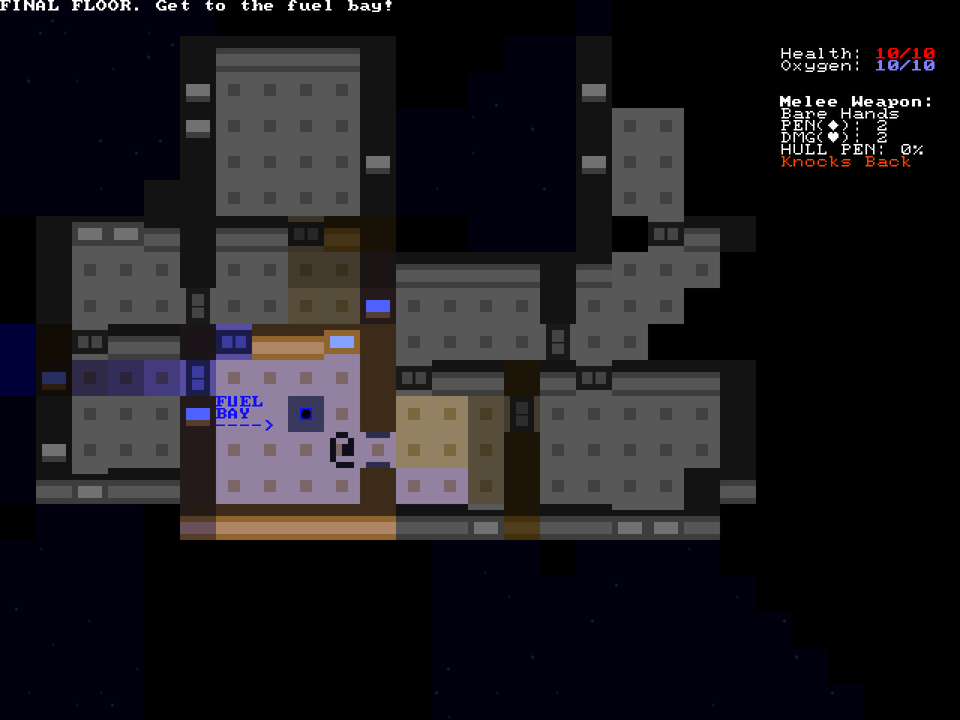 FINAL FLOOR. Get to the fuel bay!
Health: 10/10
Oxygen: 10/10
Melee Weapon:
Bare Hands
PEN(♦): 2
DMG(♥): 2
HULL PEN: 0%
Knocks Back
FUEL
BAY
---->